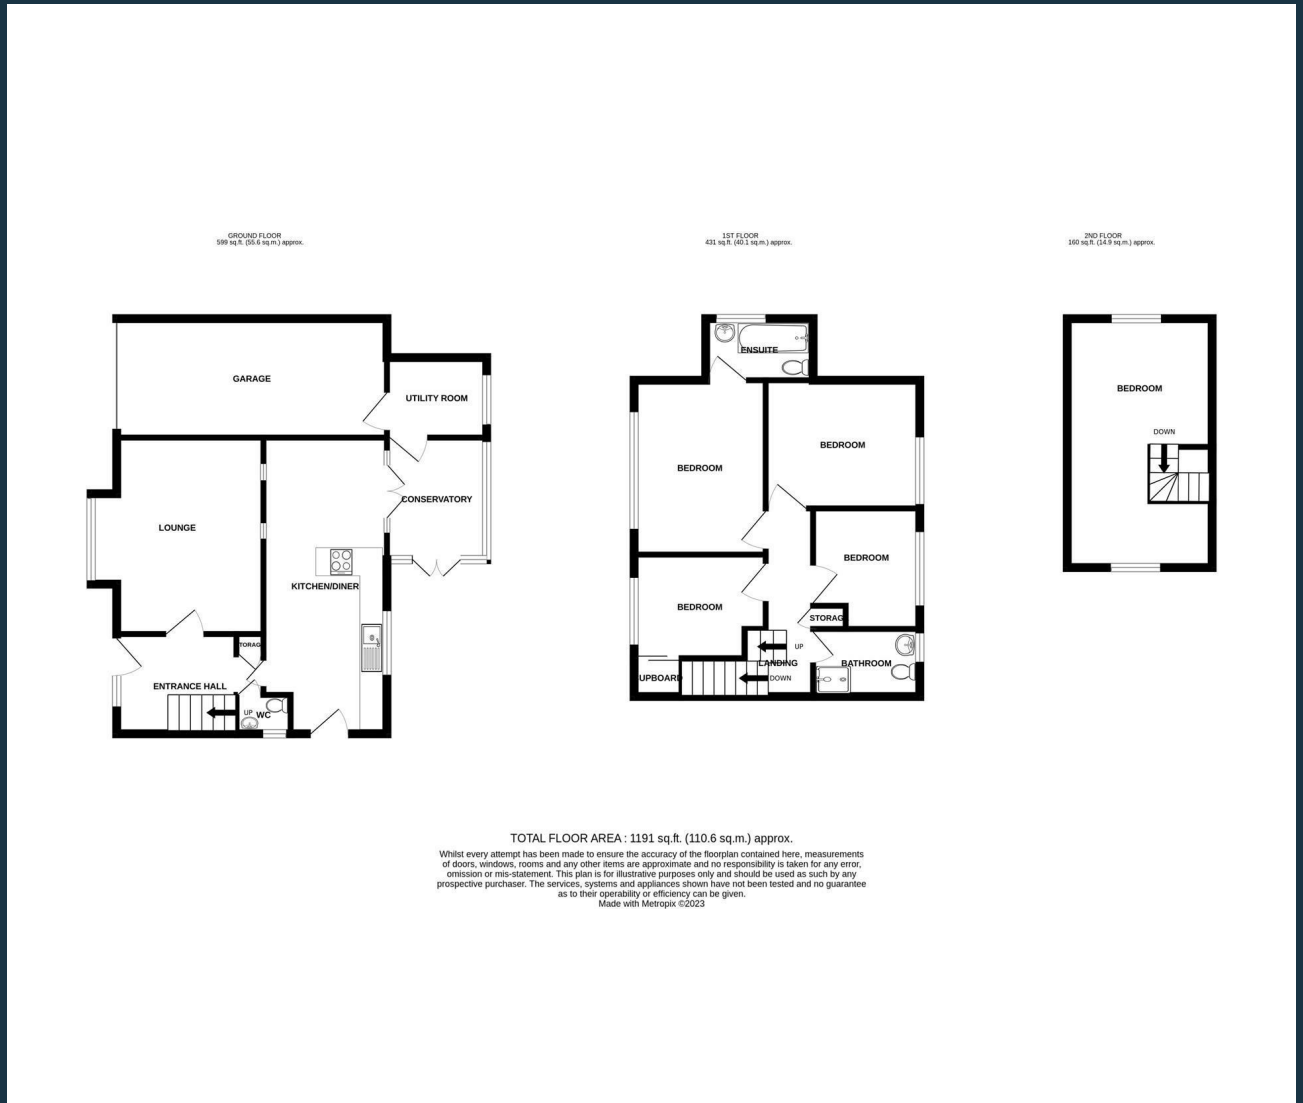 GROUND FLOOR
599 sq.ft. (55.6 sq.m.) approx.
1ST FLOOR
431 sq.ft. (40.1 sq.m.) approx.
2ND FLOOR
160 sq.ft. (14.9 sq.m.) approx.
GARAGE
UTILITY ROOM
CONSERVATORY
LOUNGE
KITCHEN/DINER
TORAG
ENTRANCE HALL
UP
WC
ENSUITE
BEDROOM
BEDROOM
BEDROOM
BEDROOM
STORAG
UP
LANDING
BATHROOM
UPBOARD
DOWN
BEDROOM
DOWN
TOTAL FLOOR AREA : 1191 sq.ft. (110.6 sq.m.) approx.
Whilst every attempt has been made to ensure the accuracy of the floorplan contained here, measurements
of doors, windows, rooms and any other items are approximate and no responsibility is taken for any error,
omission or mis-statement. This plan is for illustrative purposes only and should be used as such by any
prospective purchaser. The services, systems and appliances shown have not been tested and no guarantee
as to their operability or efficiency can be given.
Made with Metropix ©2023